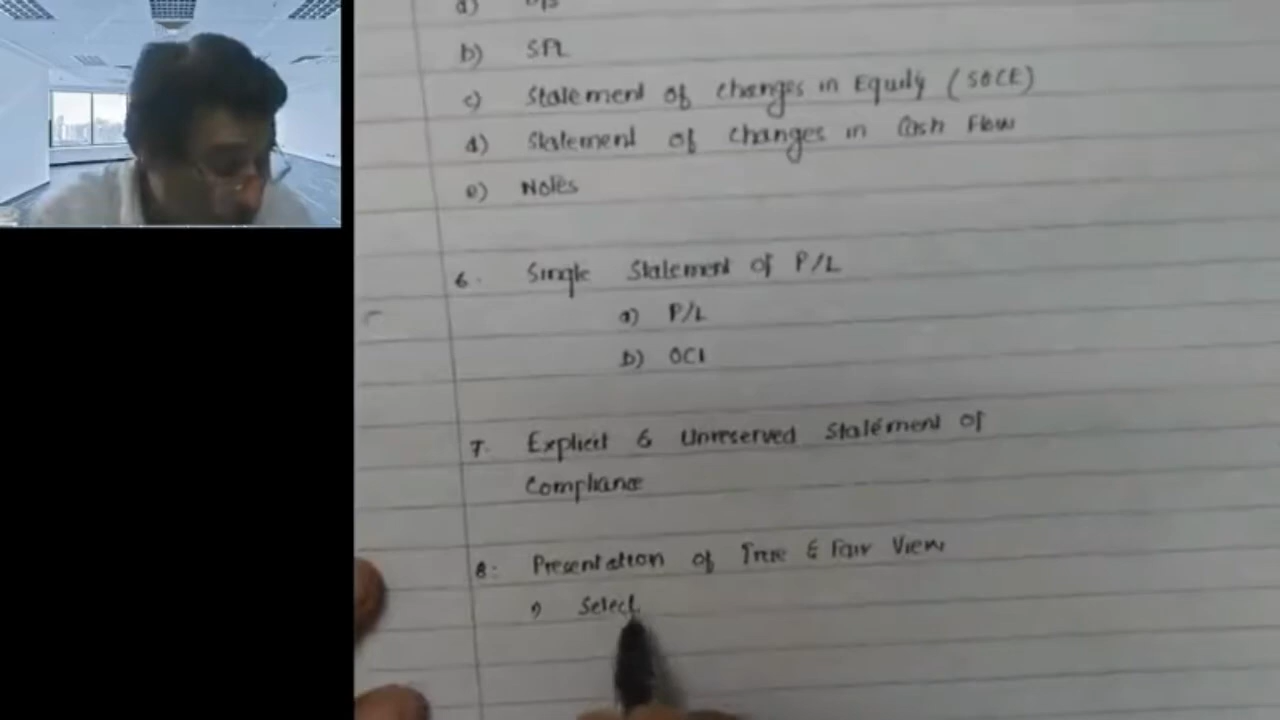 a) B/S
b) SPL
c) Statement of changes in Equity (SOCE)
d) Statement of changes in Cash Flow
e) Notes
6. Single Statement of P/L
a) P/L
b) OCI
7. Explicit & Unreserved Statement of
Compliance
8. Presentation of True & Fair View
i) Select